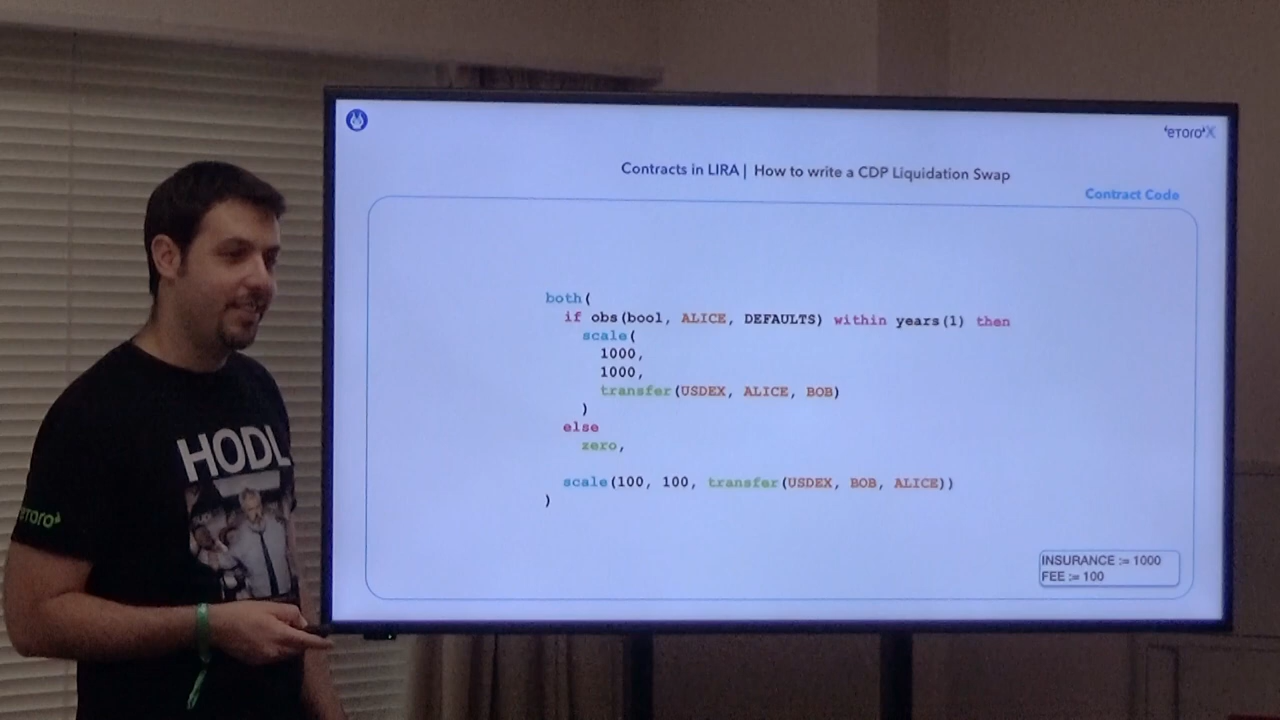 'eToro'X
Contracts in LIRA | How to write a CDP Liquidation Swap
Contract Code
both(
if obs(bool, ALICE, DEFAULTS) within years(1) then
scale(
1000,
1000,
transfer(USDEX, ALICE, BOB)
)
else
zero,
scale(100, 100, transfer(USDEX, BOB, ALICE))
)
INSURANCE := 1000
FEE := 100
HODL
eToro'